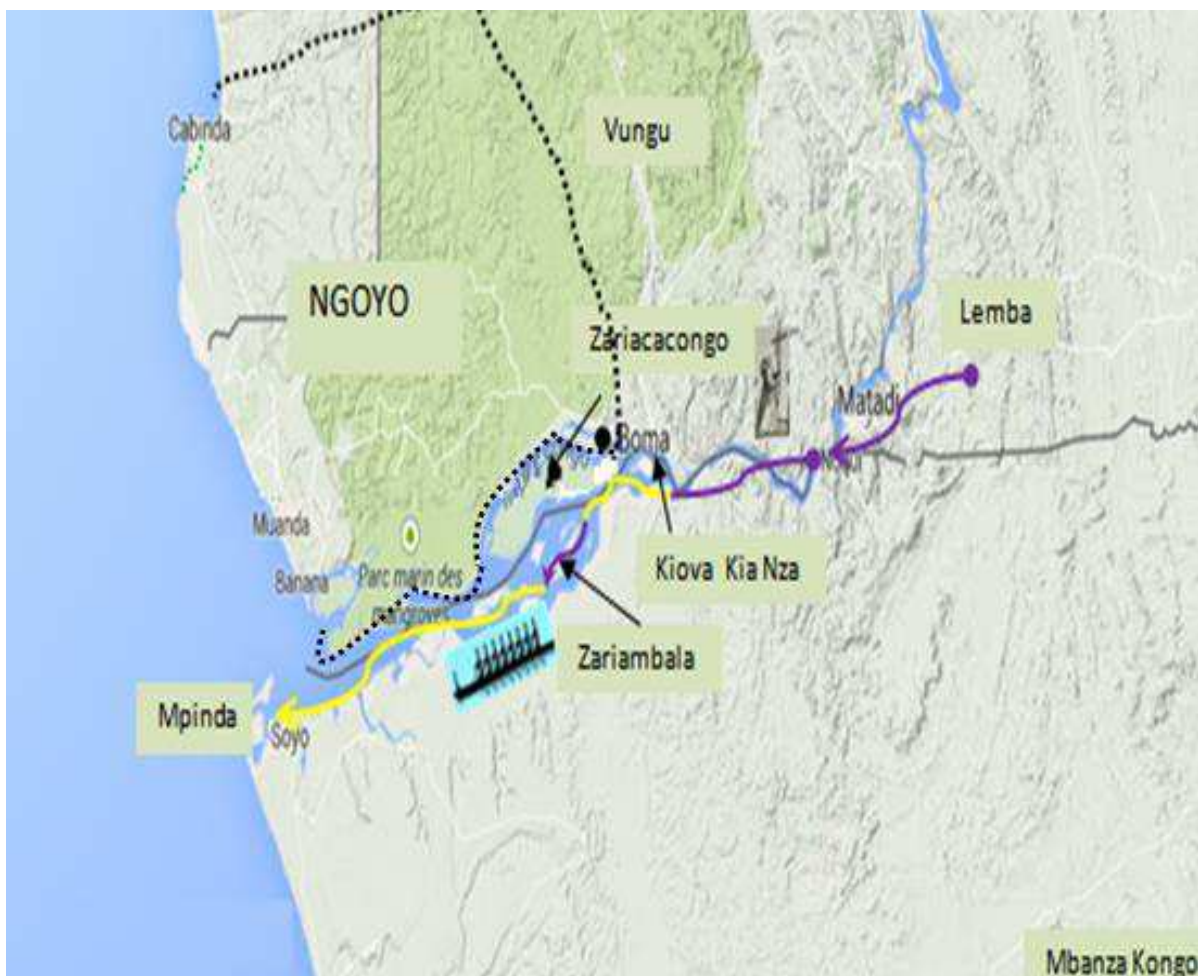 Cabinda
Vungu
NGOYO
Zariacacongo
Lemba
Matadi
Boma
Muanda
Kiova Kia Nza
Banana
Parc marin des
mangroves
Zariambala
Mpinda
Soyo
Mbanza Kongo